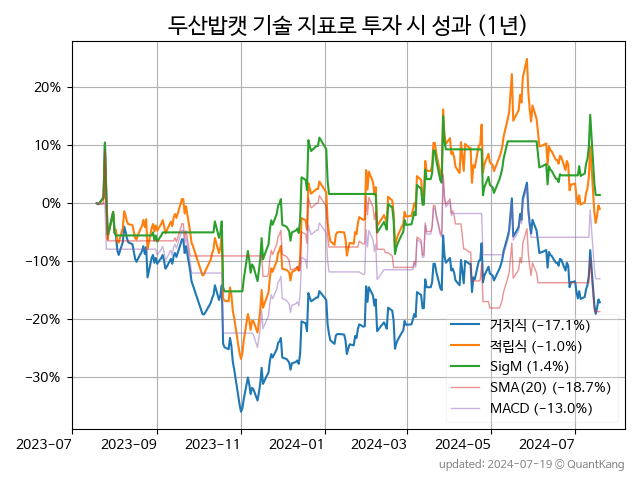 두산밥캣 기술 지표로 투자 시 성과 (1년)
20%
10%
0%
−10%
−20%
−30%
거치식 (−17.1%)
적립식 (−1.0%)
SigM (1.4%)
SMA(20) (−18.7%)
MACD (−13.0%)
2023-07 2023-09 2023-11 2024-01 2024-03 2024-05 2024-07
updated: 2024-07-19 © QuantKang